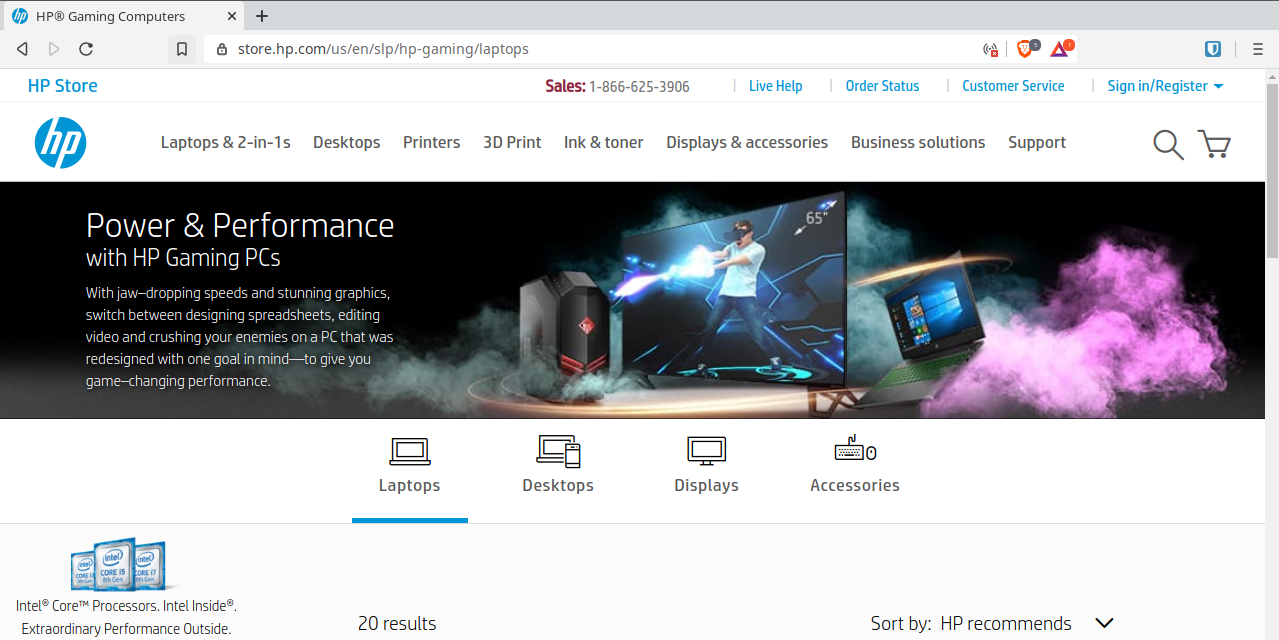 HP® Gaming Computers
store.hp.com/us/en/slp/hp-gaming/laptops
5
1
HP Store
Sales: 1-866-625-3906
Live Help
Order Status
Customer Service
Sign in/Register
hp
Laptops & 2-in-1s
Desktops
Printers
3D Print
Ink & toner
Displays & accessories
Business solutions
Support
Power & Performance
with HP Gaming PCs
With jaw–dropping speeds and stunning graphics,
switch between designing spreadsheets, editing
video and crushing your enemies on a PC that was
redesigned with one goal in mind—to give you
game–changing performance.
65"
Laptops
Desktops
Displays
Accessories
intel
CORE i5
8th Gen
intel
CORE i7
8th Gen
Intel® Core™ Processors. Intel Inside®.
Extraordinary Performance Outside.
20 results
Sort by: HP recommends